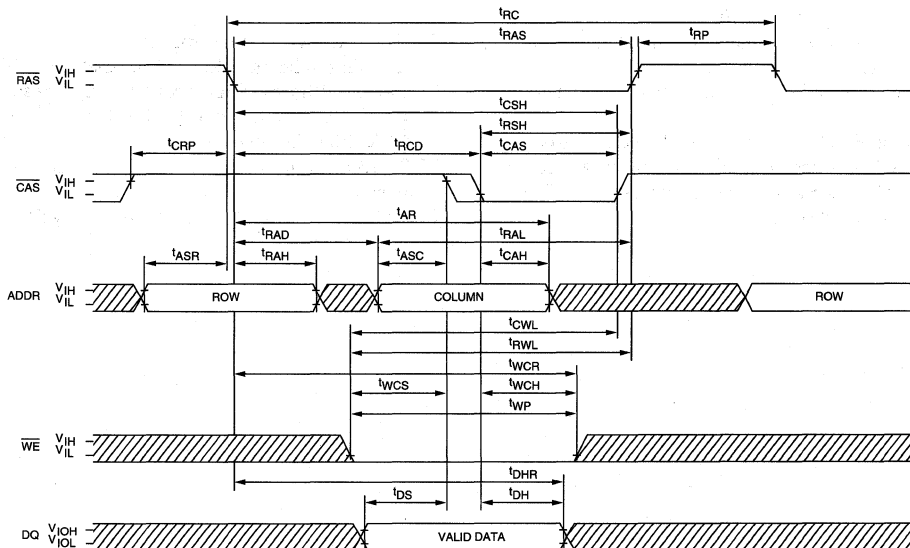 tRC
tRAS
tRP
RAS VIH
VIL
tCSH
tRSH
tCRP
tRCD
tCAS
CAS VIH
VIL
tAR
tRAD
tRAL
tASR
tRAH
tASC
tCAH
ADDR VIH
VIL
ROW
COLUMN
ROW
tCWL
tRWL
tWCR
tWCS
tWCH
tWP
WE VIH
VIL
tDHR
tDS
tDH
DQ VIOH
VIOL
VALID DATA